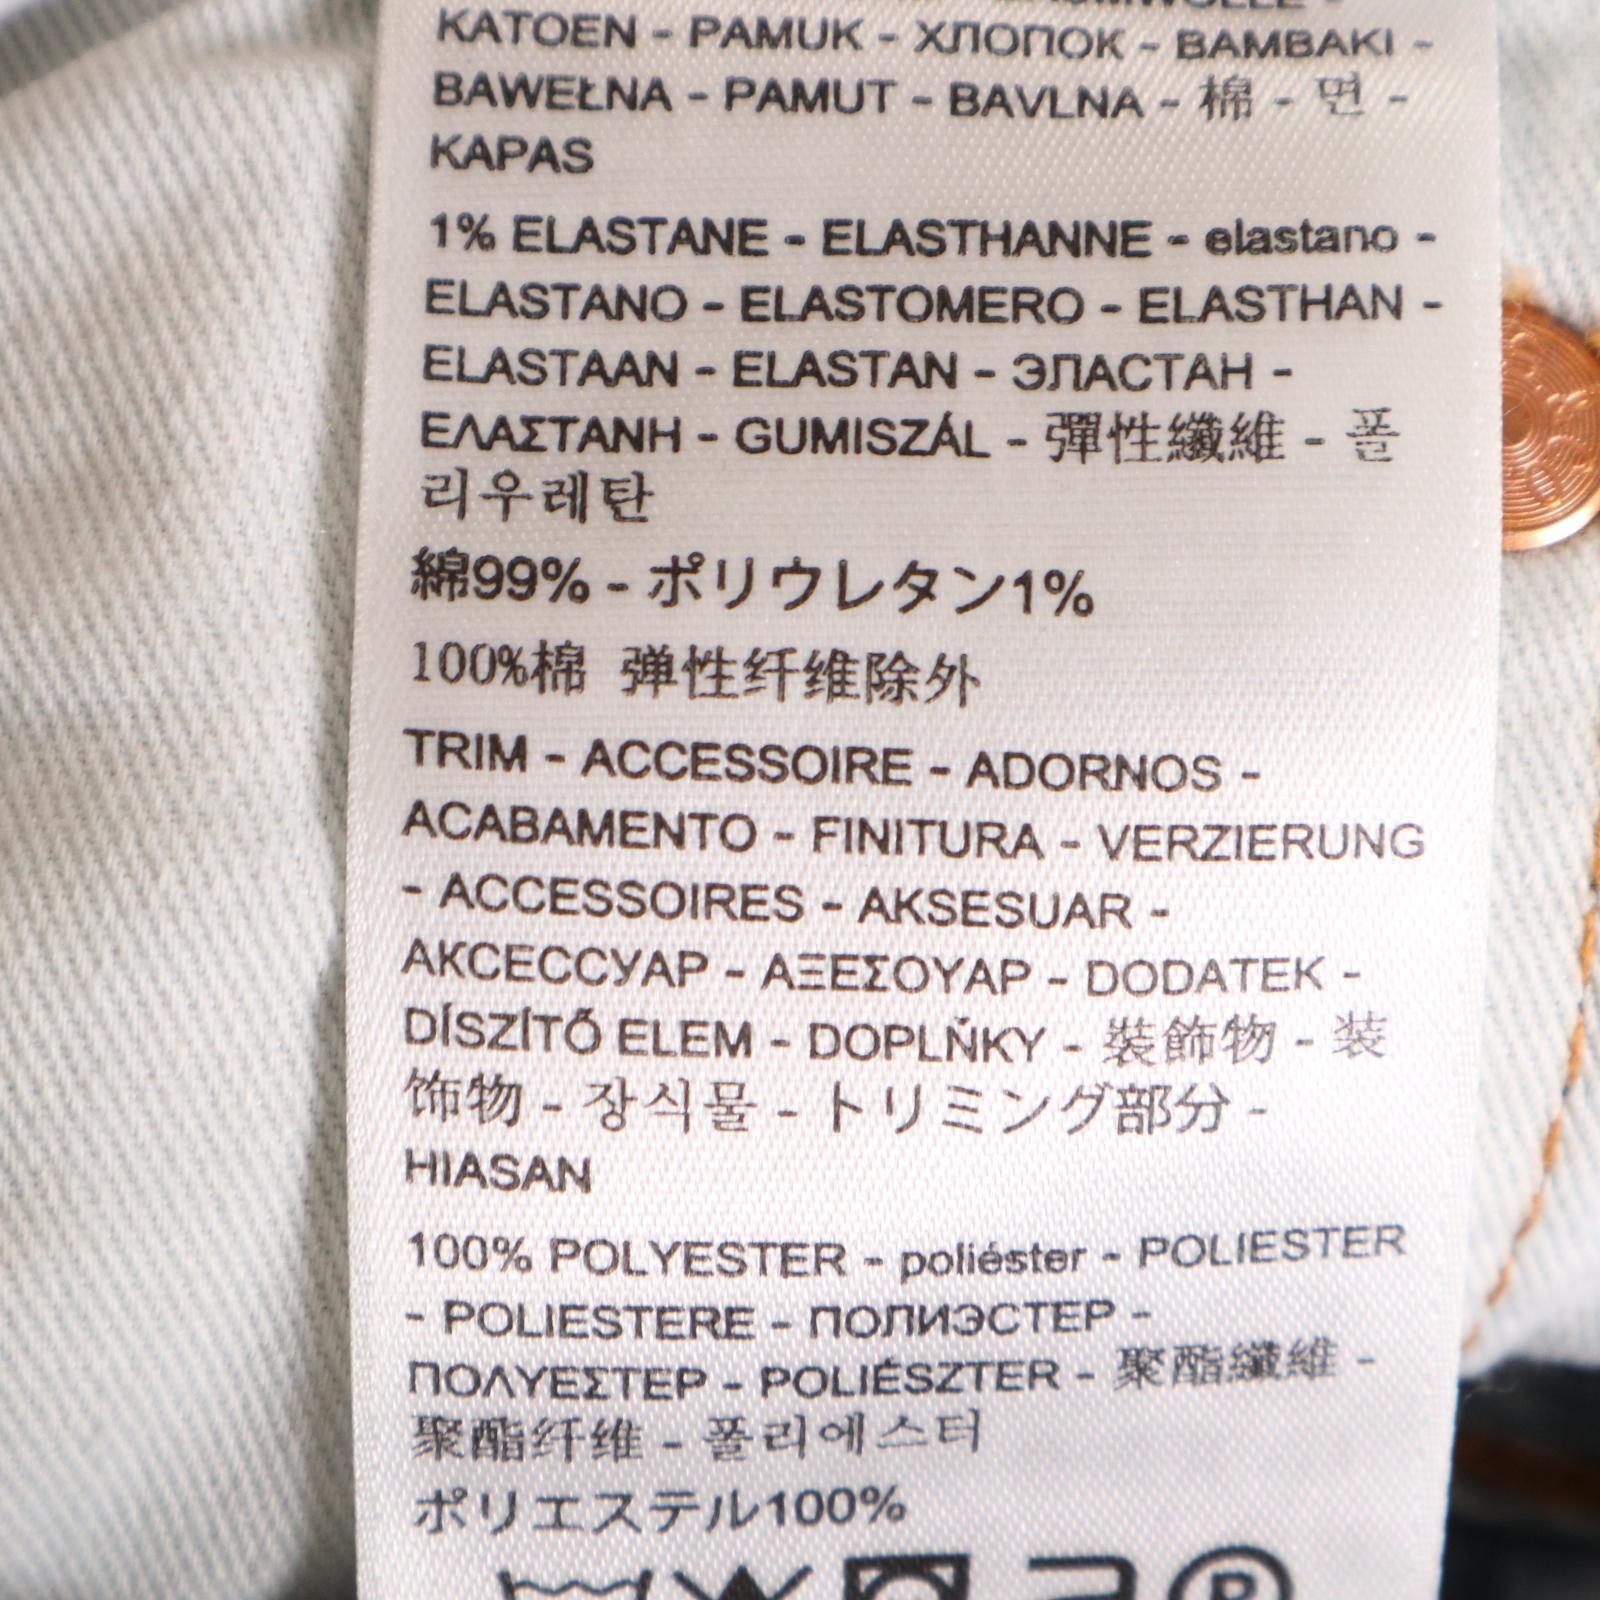 KATOEN - PAMUK - ХЛОПОК - BAMBAKI -
BAWEŁNA - PAMUT - BAVLNA - 棉 - 면 -
KAPAS
1% ELASTANE - ELASTHANNE - elastano -
ELASTANO - ELASTOMERO - ELASTHAN -
ELASTAAN - ELASTAN - ЭЛАСТАН -
ΕΛΑΣΤΑΝΗ - GUMISZÁL - 彈性纖維 - 폴
리우레탄
綿99% - ポリウレタン1%
100%棉 弹性纤维除外
TRIM - ACCESSOIRE - ADORNOS -
ACABAMENTO - FINITURA - VERZIERUNG
- ACCESSOIRES - AKSESUAR -
АКСЕССУАР - ΑΞΕΣΟΥΑΡ - DODATEK -
DÍSZÍTŐ ELEM - DOPLŇKY - 裝飾物 - 装
饰物 - 장식물 - トリミング部分 -
HIASAN
100% POLYESTER - poliéster - POLIESTER
- POLIESTERE - ПОЛИЭСТЕР -
ΠΟΛΥΕΣΤΕΡ - POLIÉSZTER - 聚酯纖維 -
聚酯纤维 - 폴리에스터
ポリエステル100%